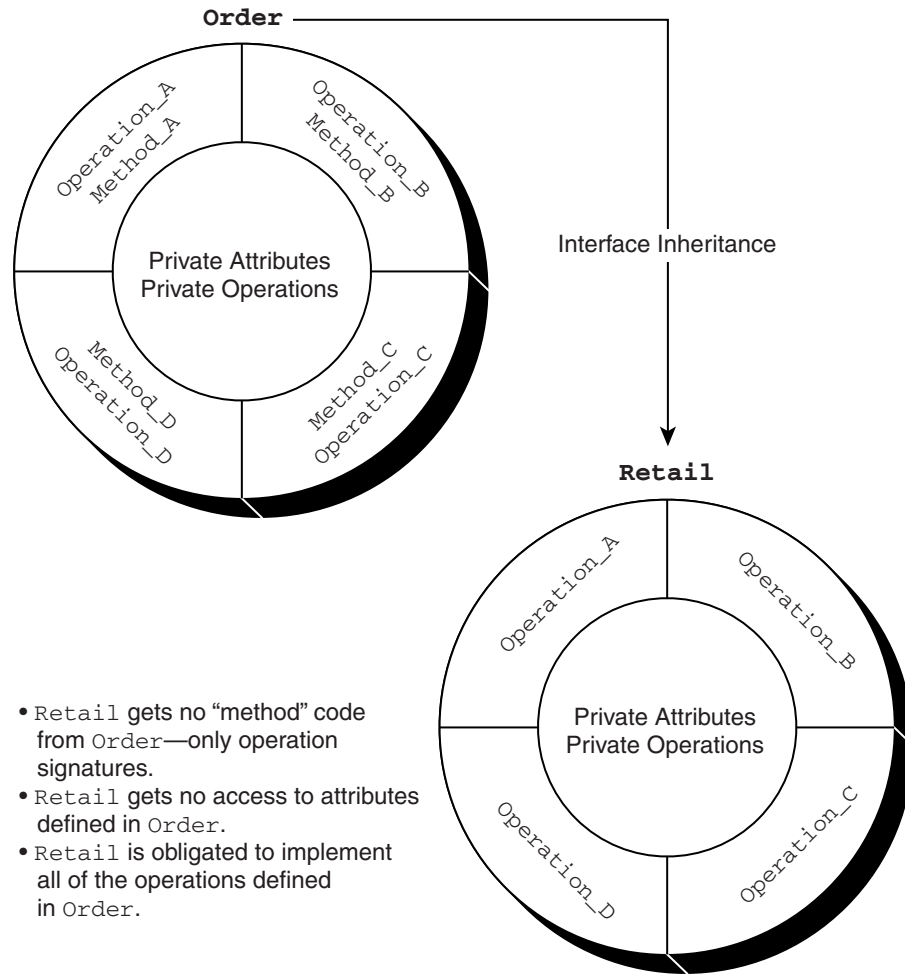 Order
Operation_A
Method_A
Operation_B
Method_B
Private Attributes
Private Operations
Method_D
Operation_D
Method_C
Operation_C
Interface Inheritance
Retail
Operation_A
Operation_B
Private Attributes
Private Operations
Operation_D
Operation_C
• Retail gets no “method” code
from Order—only operation
signatures.
• Retail gets no access to attributes
defined in Order.
• Retail is obligated to implement
all of the operations defined
in Order.